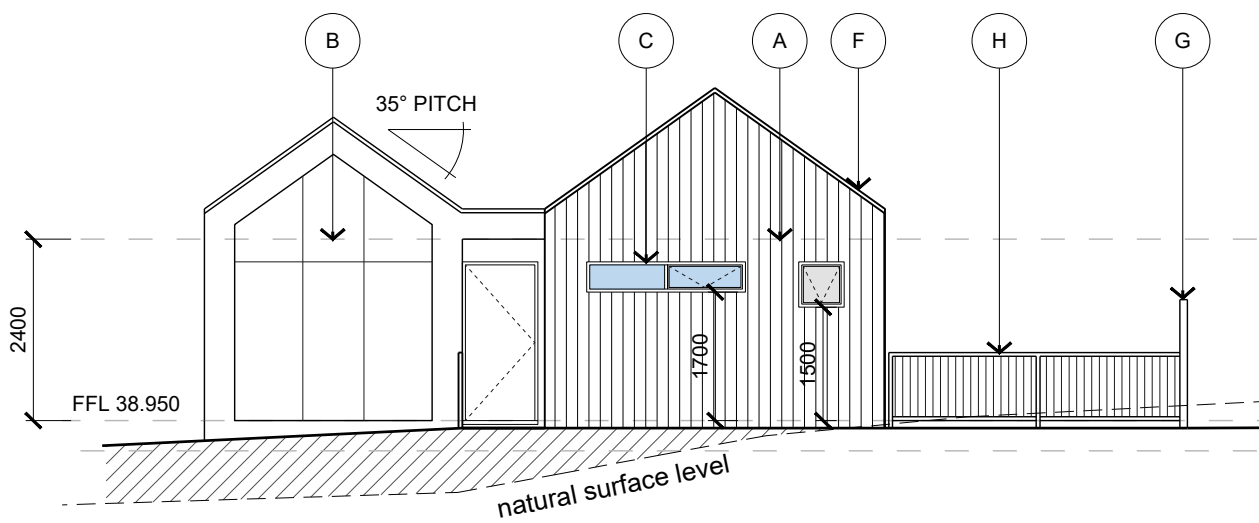 B
C
A
F
H
G
35° PITCH
2400
1700
1500
FFL 38.950
natural surface level